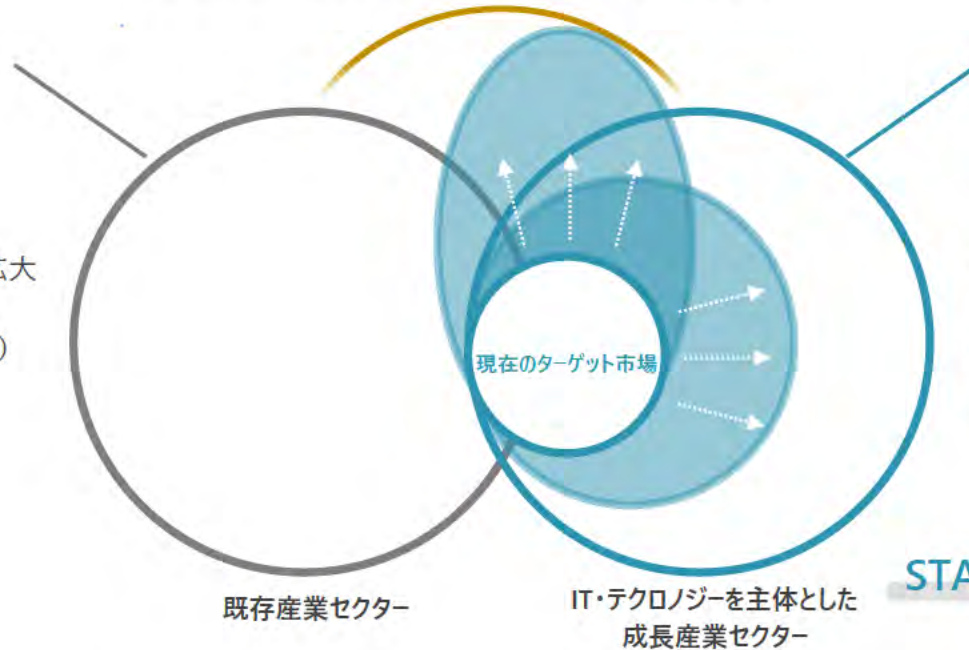 拡大
)
現在のターゲット市場
既存産業セクター
IT・テクロノジーを主体とした
成長産業セクター
STA